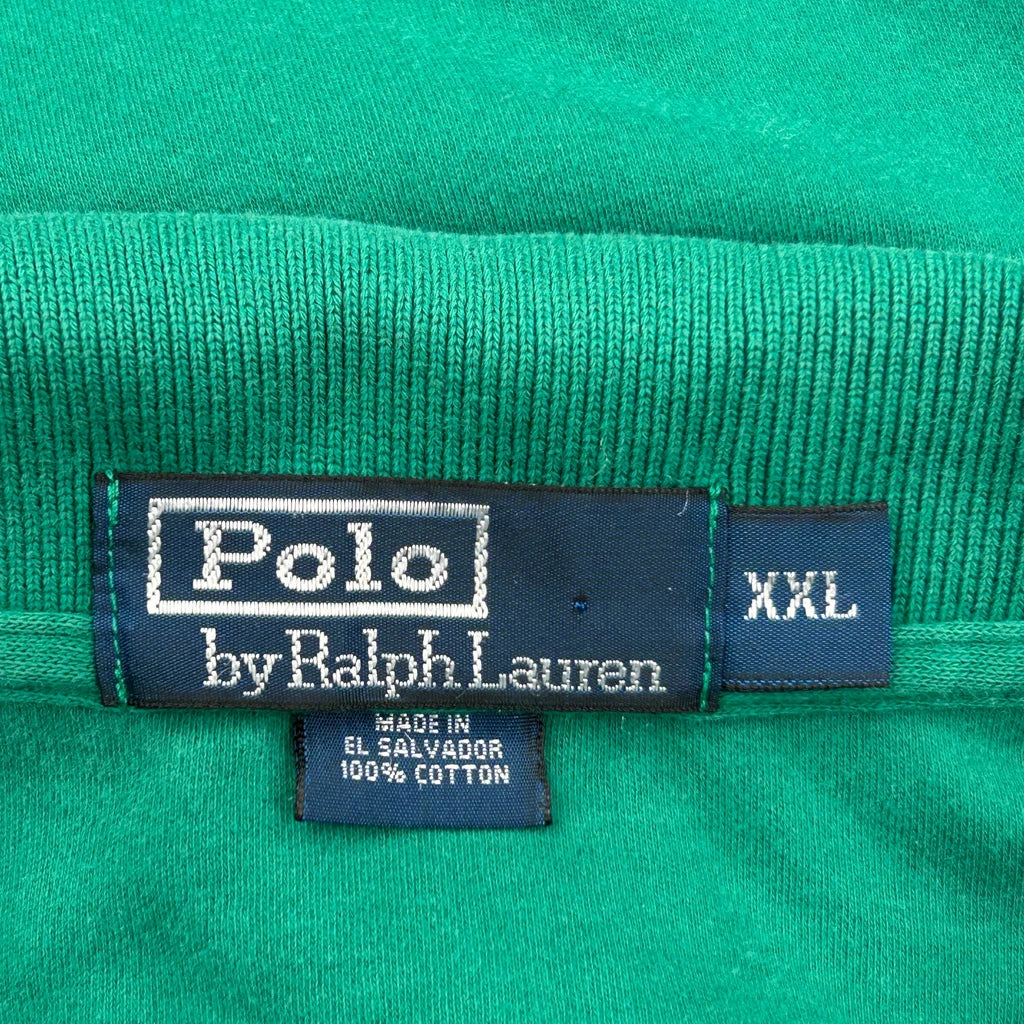 Polo
by Ralph Lauren
XXL
MADE IN
EL SALVADOR
100% COTTON